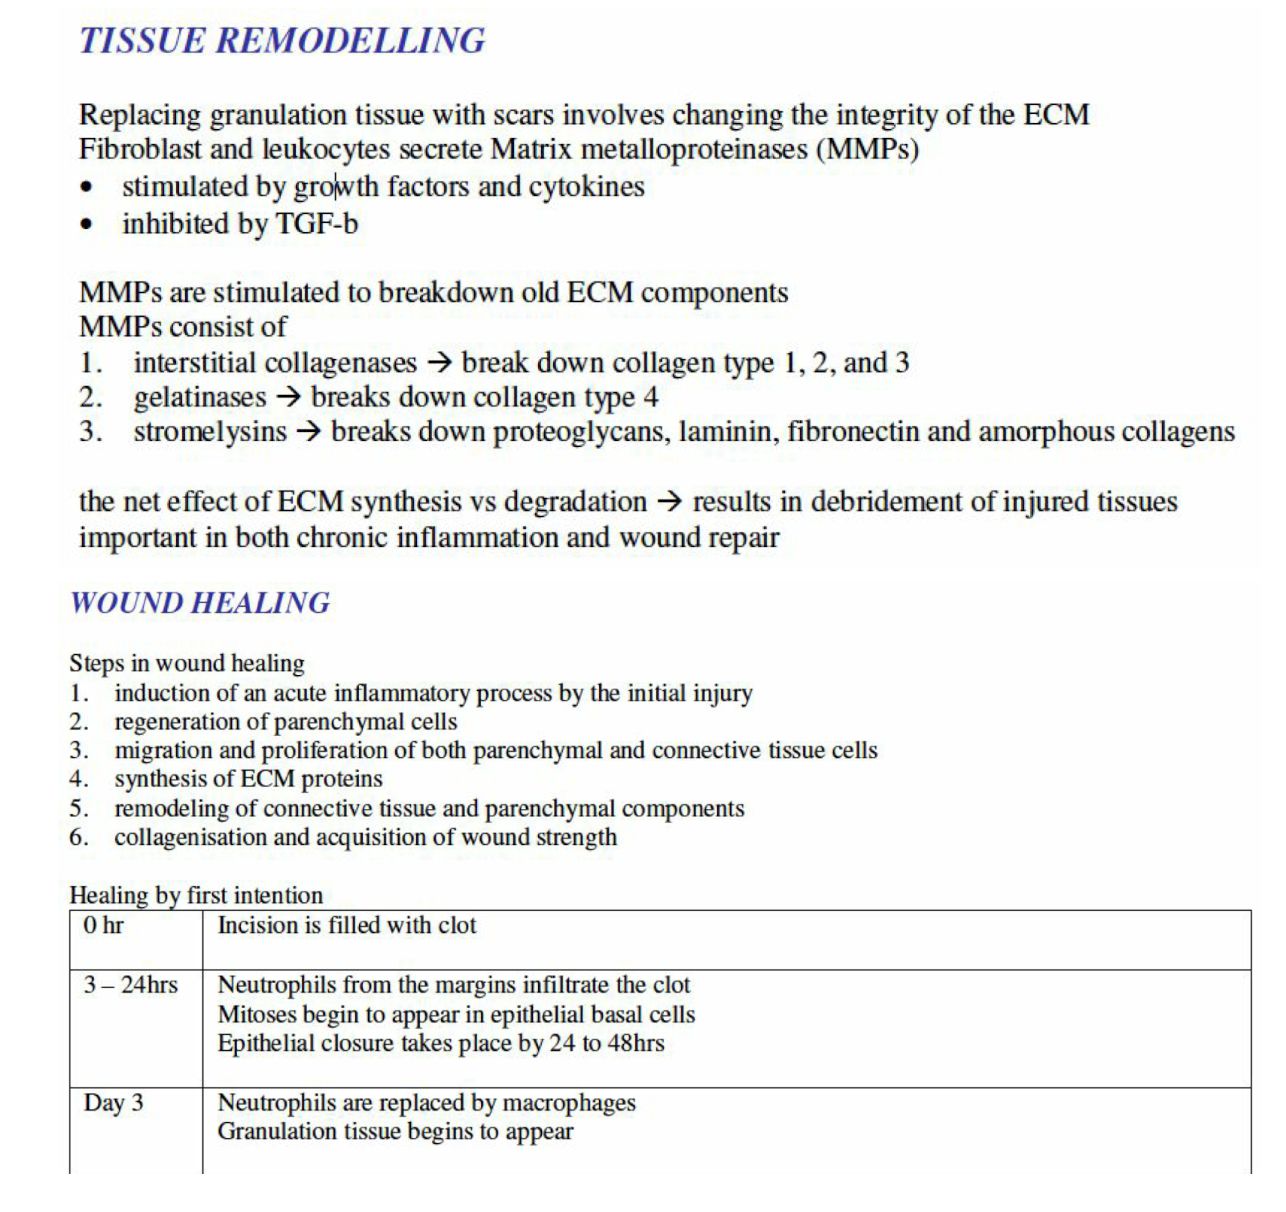 TISSUE REMODELLING
Replacing granulation tissue with scars involves changing the integrity of the ECM
Fibroblast and leukocytes secrete Matrix metalloproteinases (MMPs)
• stimulated by growth factors and cytokines
• inhibited by TGF-b
MMPs are stimulated to breakdown old ECM components
MMPs consist of
1. interstitial collagenases → break down collagen type 1, 2, and 3
2. gelatinases → breaks down collagen type 4
3. stromelysins → breaks down proteoglycans, laminin, fibronectin and amorphous collagens
the net effect of ECM synthesis vs degradation → results in debridement of injured tissues
important in both chronic inflammation and wound repair
WOUND HEALING
Steps in wound healing
1. induction of an acute inflammatory process by the initial injury
2. regeneration of parenchymal cells
3. migration and proliferation of both parenchymal and connective tissue cells
4. synthesis of ECM proteins
5. remodeling of connective tissue and parenchymal components
6. collagenisation and acquisition of wound strength
Healing by first intention
0 hr Incision is filled with clot
3 – 24hrs Neutrophils from the margins infiltrate the clot
Mitoses begin to appear in epithelial basal cells
Epithelial closure takes place by 24 to 48hrs
Day 3 Neutrophils are replaced by macrophages
Granulation tissue begins to appear